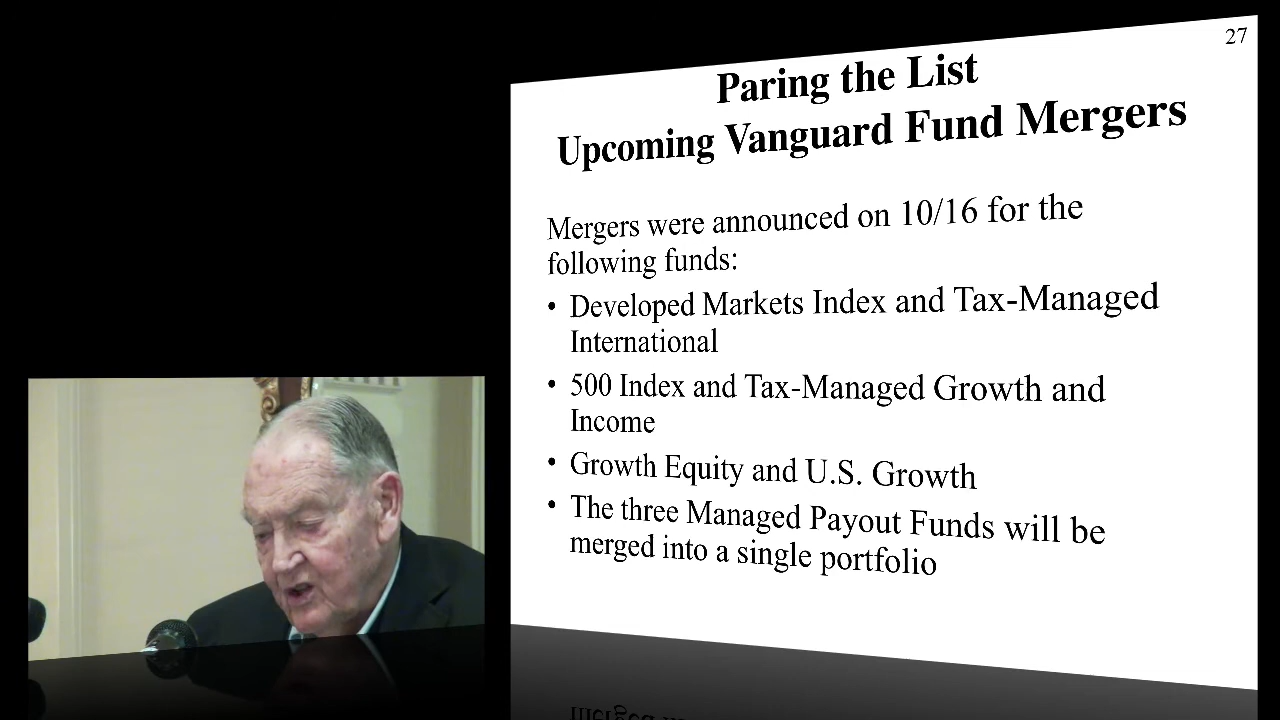 27
Paring the List
Upcoming Vanguard Fund Mergers
Mergers were announced on 10/16 for the
following funds:
• Developed Markets Index and Tax-Managed
International
• 500 Index and Tax-Managed Growth and
Income
• Growth Equity and U.S. Growth
• The three Managed Payout Funds will be
merged into a single portfolio